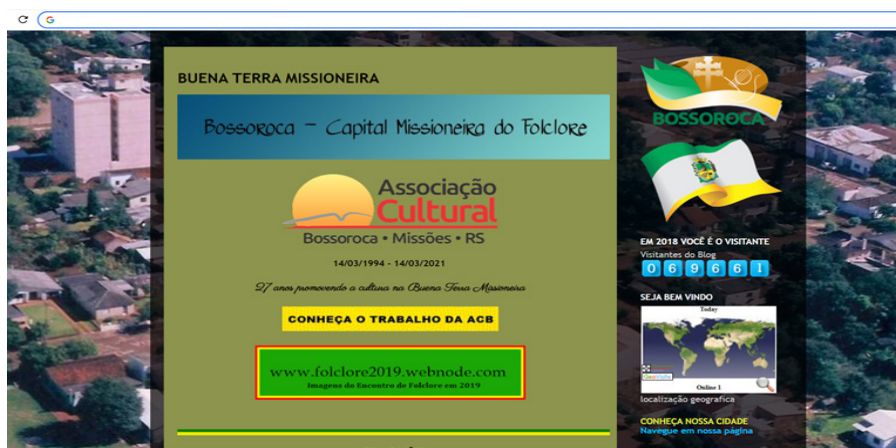 BUENA TERRA MISSIONEIRA
Bossoroca - Capital Missioneira do Folclore
Associação
Cultural
Bossoroca • Missões • RS
14/03/1994 - 14/03/2021
27 anos promovendo a cultura na Buena Terra Missioneira
CONHEÇA O TRABALHO DA ACB
www.folclore2019.webnode.com
Imagens do Encontro de Folclore em 2019
BOSSOROCA
EM 2018 VOCÊ É O VISITANTE
Visitantes do Blog
069661
SEJA BEM VINDO
Today
Online 1
localização geografica
CONHEÇA NOSSA CIDADE
Navegue em nossa página